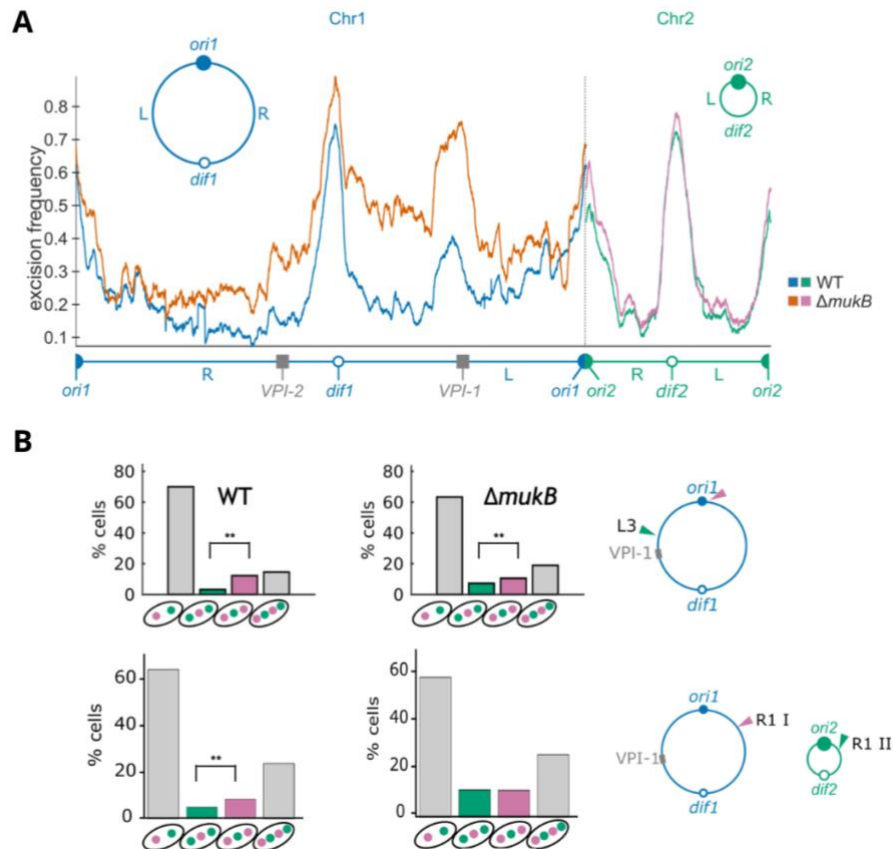 A
Chr1
Chr2
ori1
L
R
dif1
ori2
L
R
dif2
excision frequency
0.8
0.7
0.6
0.5
0.4
0.3
0.2
0.1
WT
ΔmukB
R
L
R
L
ori1
VPI-2
dif1
VPI-1
ori1
ori2
dif2
ori2
B
% cells
80
60
40
20
0
WT
**
% cells
80
60
40
20
0
ΔmukB
**
ori1
L3
VPI-1
dif1
% cells
60
40
20
0
**
% cells
60
40
20
0
ori1
R1 I
VPI-1
dif1
ori2
R1 II
dif2